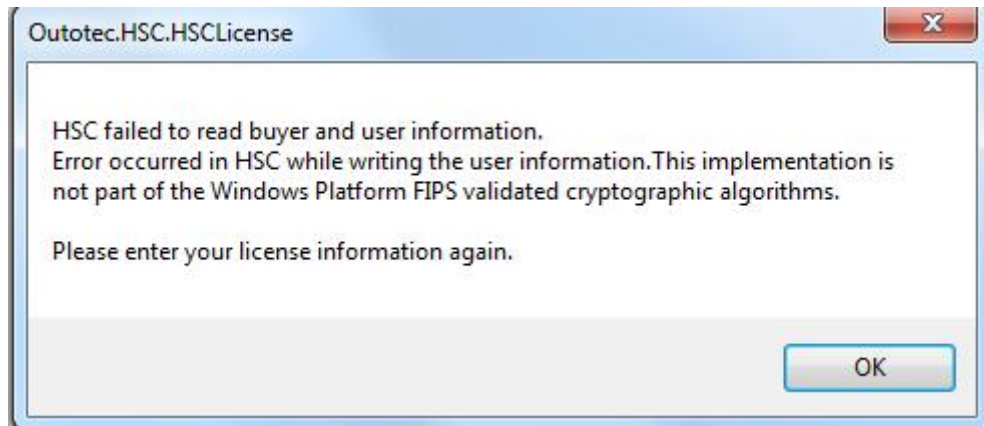 Outotec.HSC.HSCLicense
HSC failed to read buyer and user information.
Error occurred in HSC while writing the user information.This implementation is
not part of the Windows Platform FIPS validated cryptographic algorithms.
Please enter your license information again.
OK